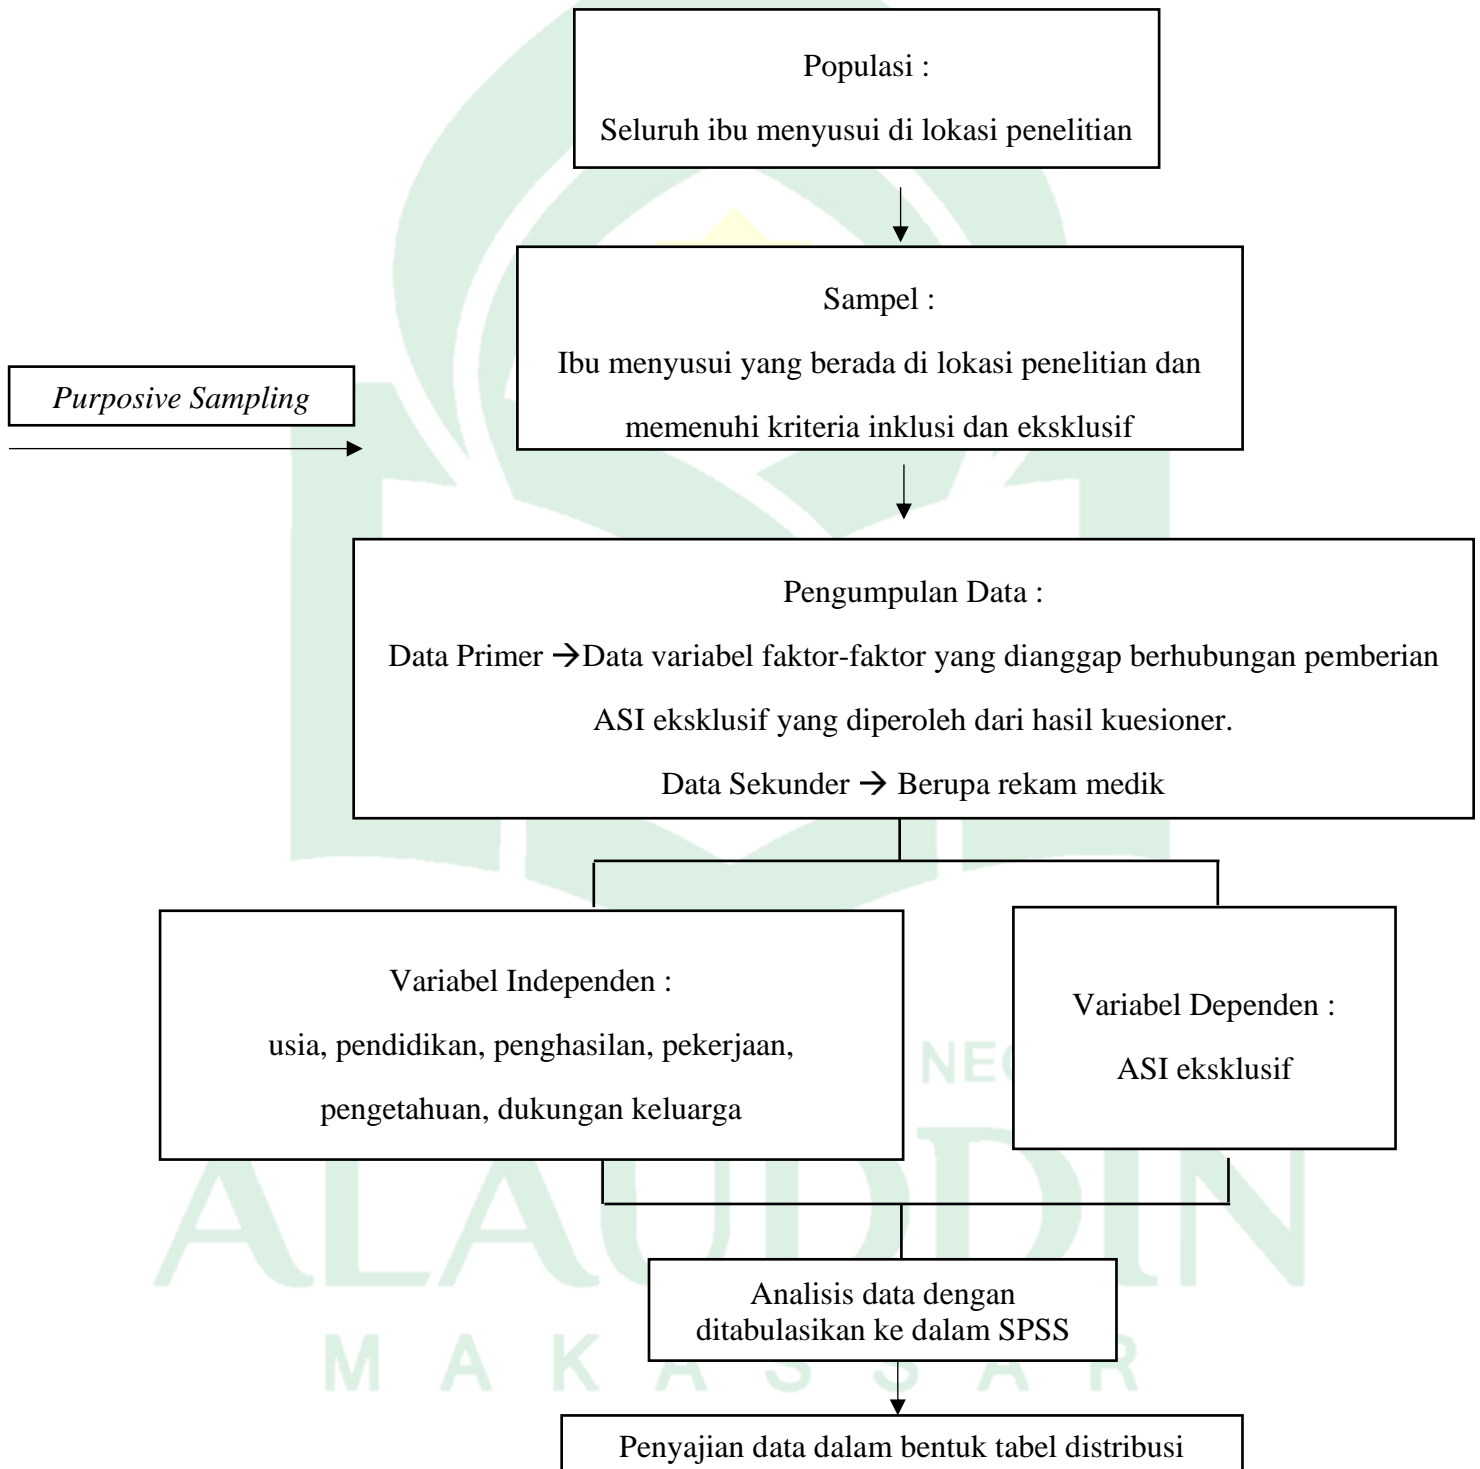 Populasi :
Seluruh ibu menyusui di lokasi penelitian
Sampel :
Ibu menyusui yang berada di lokasi penelitian dan
memenuhi kriteria inklusi dan eksklusif
Purposive Sampling
Pengumpulan Data :
Data Primer →Data variabel faktor-faktor yang dianggap berhubungan pemberian
ASI eksklusif yang diperoleh dari hasil kuesioner.
Data Sekunder → Berupa rekam medik
Variabel Independen :
usia, pendidikan, penghasilan, pekerjaan,
pengetahuan, dukungan keluarga
Variabel Dependen :
ASI eksklusif
ALAUDDIN
Analisis data dengan
ditabulasikan ke dalam SPSS
MAKASSAR
Penyajian data dalam bentuk tabel distribusi